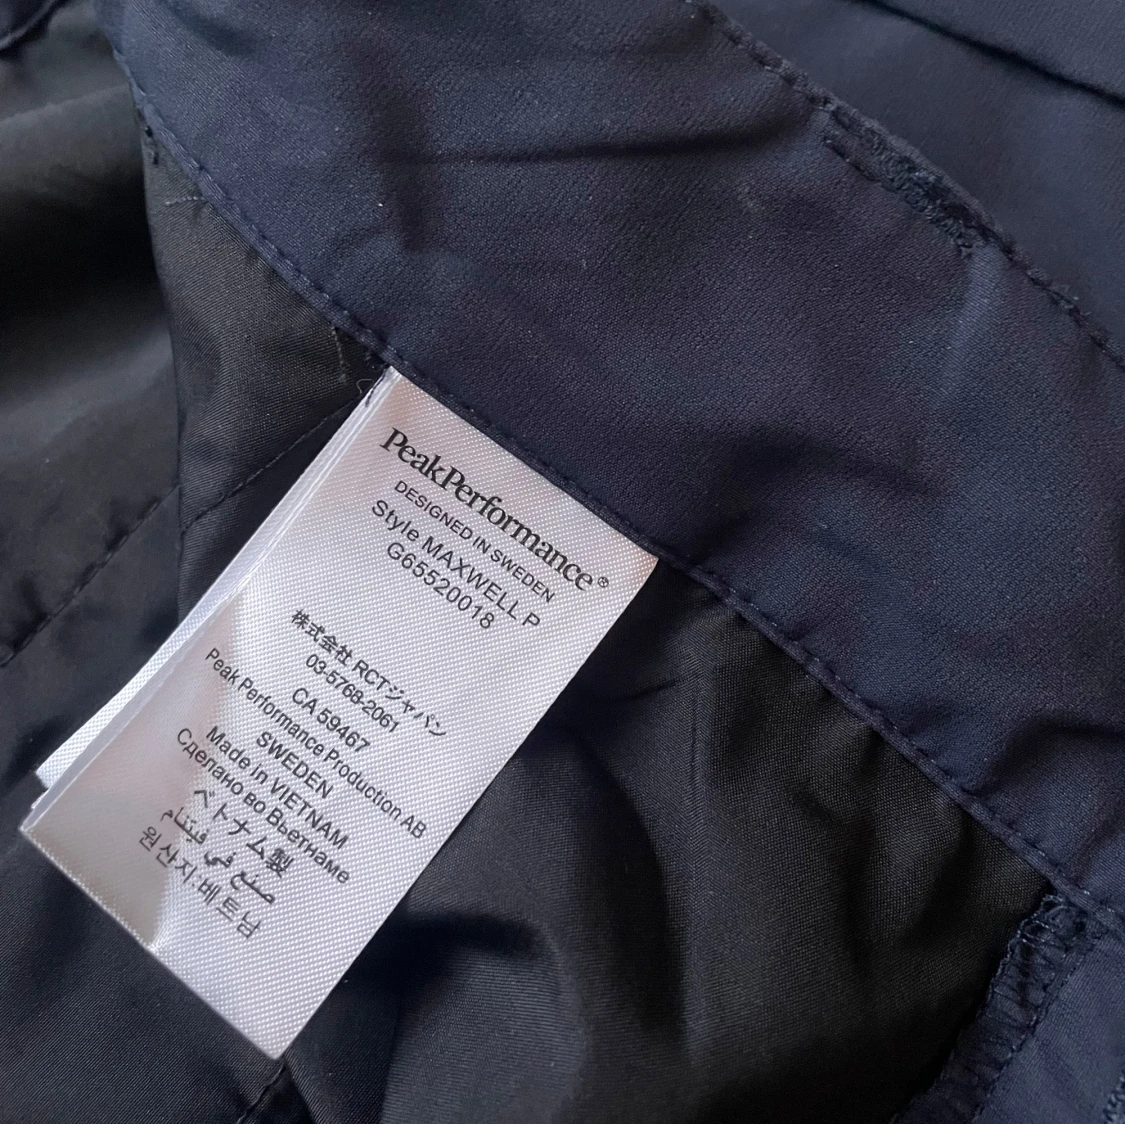 PeakPerformance®
DESIGNED IN SWEDEN
Style MAXWELL P
G65520018
株式会社 RCTジャパン
03-5768-2061
CA 59467
Peak Performance Production AB
SWEDEN
Made in VIETNAM
Сделано во Вьетнаме
ベトナム製
صنع في فيتنام
원산지:베트남